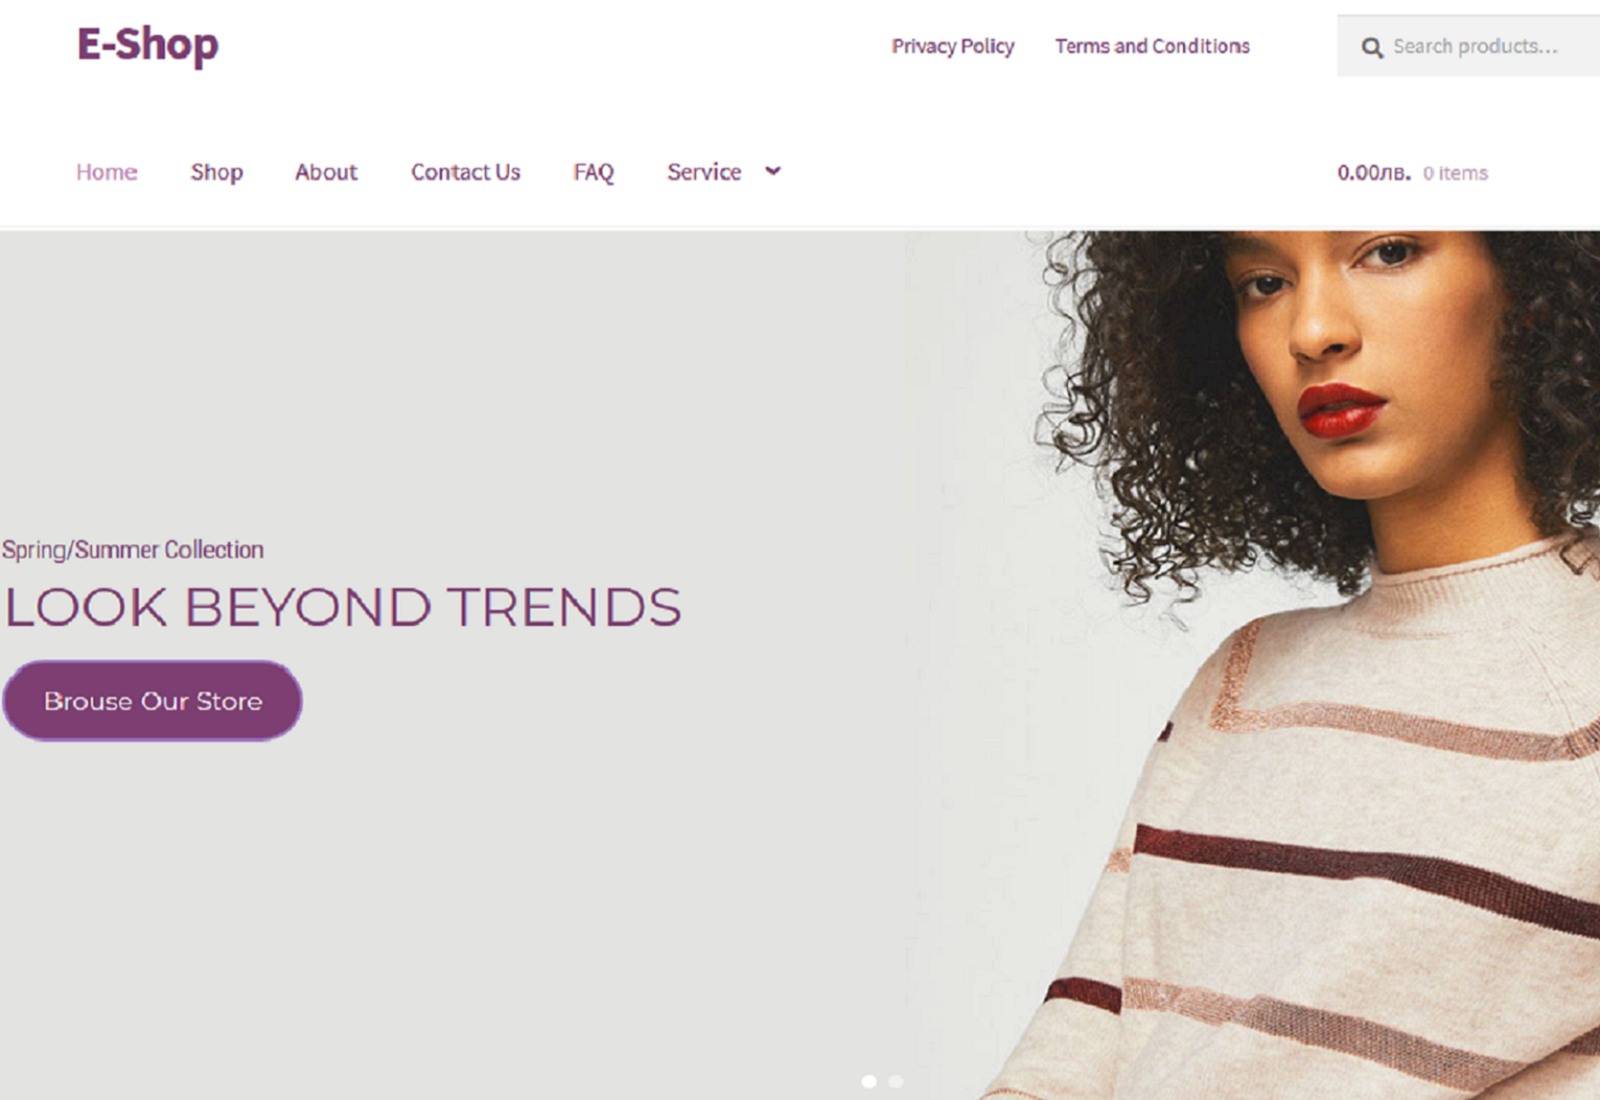 E-Shop
Privacy Policy Terms and Conditions
Search products...
Home Shop About Contact Us FAQ Service
0.00лв. 0 items
Spring/Summer Collection
LOOK BEYOND TRENDS
Brouse Our Store